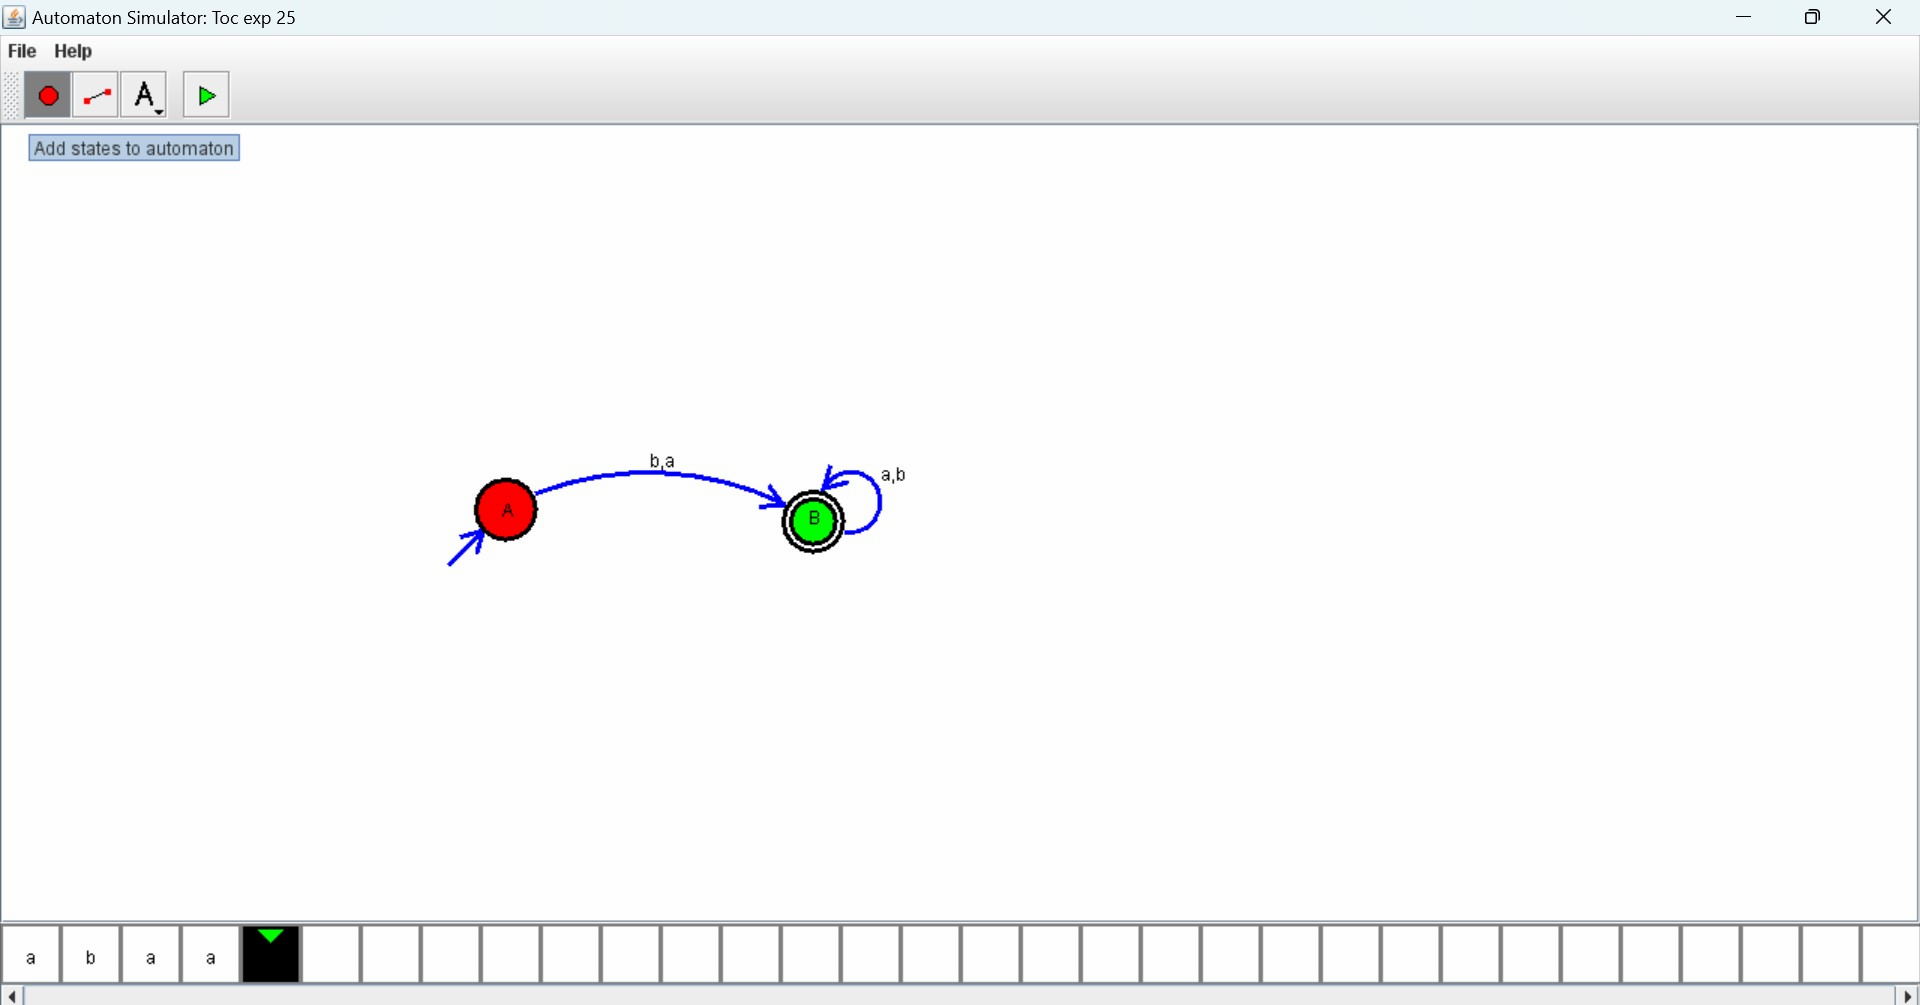 Automaton Simulator: Toc exp 25
File Help
A
Add states to automaton
b,a
a,b
A
B
a b a a